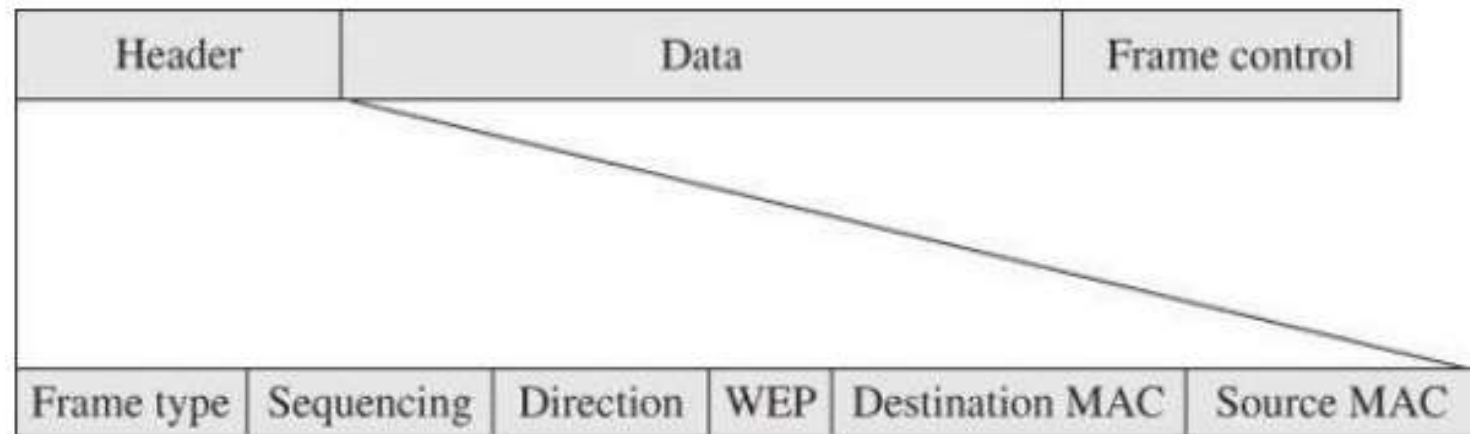 Header Data Frame control
Frame type Sequencing Direction WEP Destination MAC Source MAC